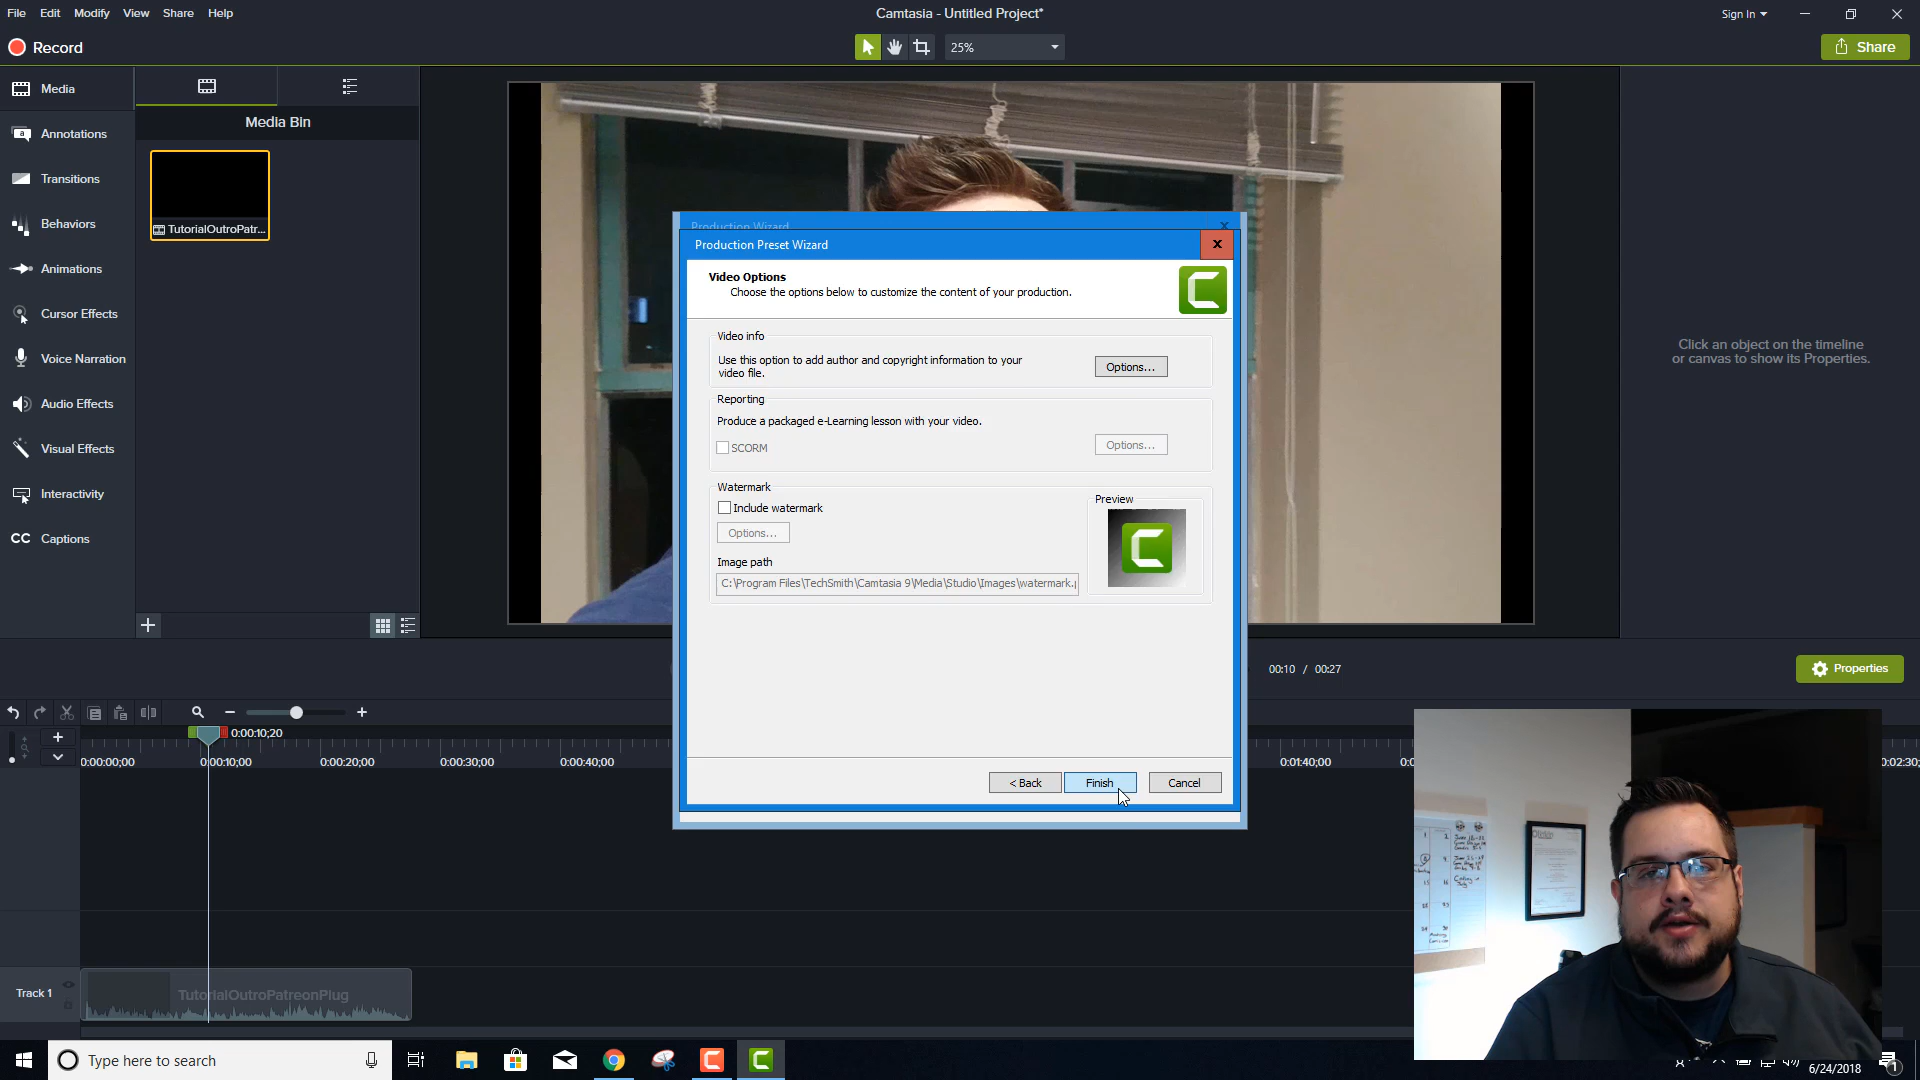 File Edit Modify View Share Help
Camtasia - Untitled Project*
Sign In
Record
25%
Share
Media
Annotations
Transitions
Behaviors
Animations
Cursor Effects
Voice Narration
Audio Effects
Visual Effects
Interactivity
CC Captions
Media Bin
TutorialOutroPatr...
Production Wizard
Production Preset Wizard
Video Options
Choose the options below to customize the content of your production.
Video info
Use this option to add author and copyright information to your
video file.
Options...
Reporting
Produce a packaged e-Learning lesson with your video.
SCORM
Options...
Watermark
Include watermark
Options...
Preview
Image path
C:\Program Files\TechSmith\Camtasia 9\Media\Studio\Images\watermark.p
< Back
Finish
Cancel
Click an object on the timeline
or canvas to show its Properties.
00:10 / 00:27
Properties
0:00:10;20
0:00:00;00
0:00:10;00
0:00:20;00
0:00:30;00
0:00:40;00
0:01:40;00
0:02:30;
Track 1
TutorialOutroPatreonPlug
Type here to search
6/24/2018
1